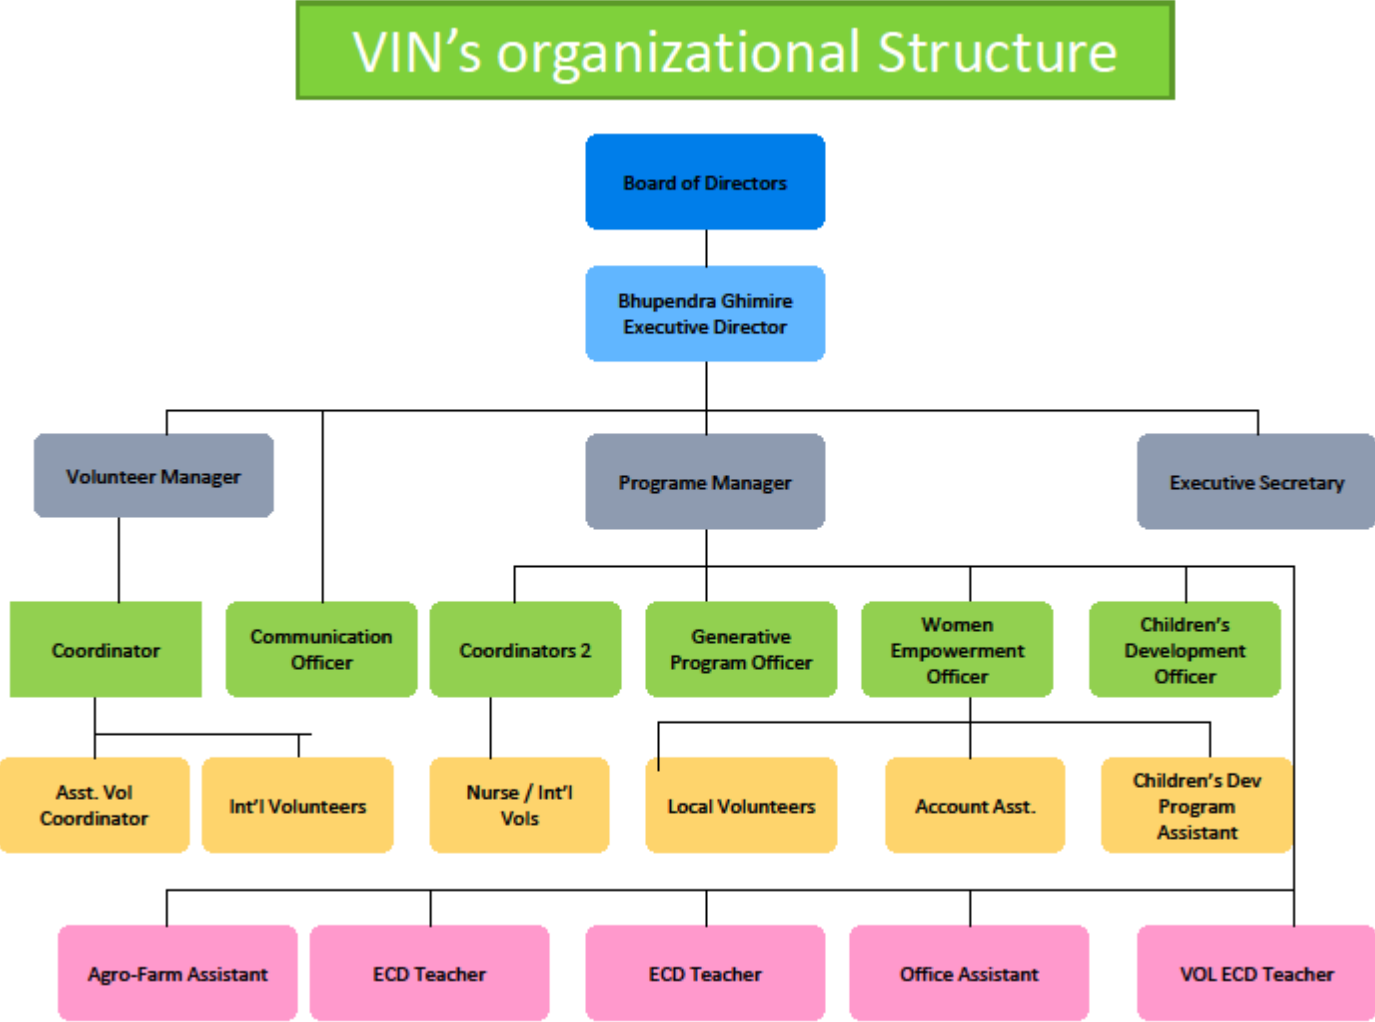 VIN's organizational Structure
Board of Directors
Bhupendra Ghimire
Executive Director
Volunteer Manager
Programe Manager
Executive Secretary
Coordinator
Communication
Officer
Coordinators 2
Generative
Program Officer
Women
Empowerment
Officer
Children's
Development
Officer
Asst. Vol
Coordinator
Int'l Volunteers
Nurse / Int'l
Vols
Local Volunteers
Account Asst.
Children's Dev
Program
Assistant
Agro-Farm Assistant
ECD Teacher
ECD Teacher
Office Assistant
VOL ECD Teacher